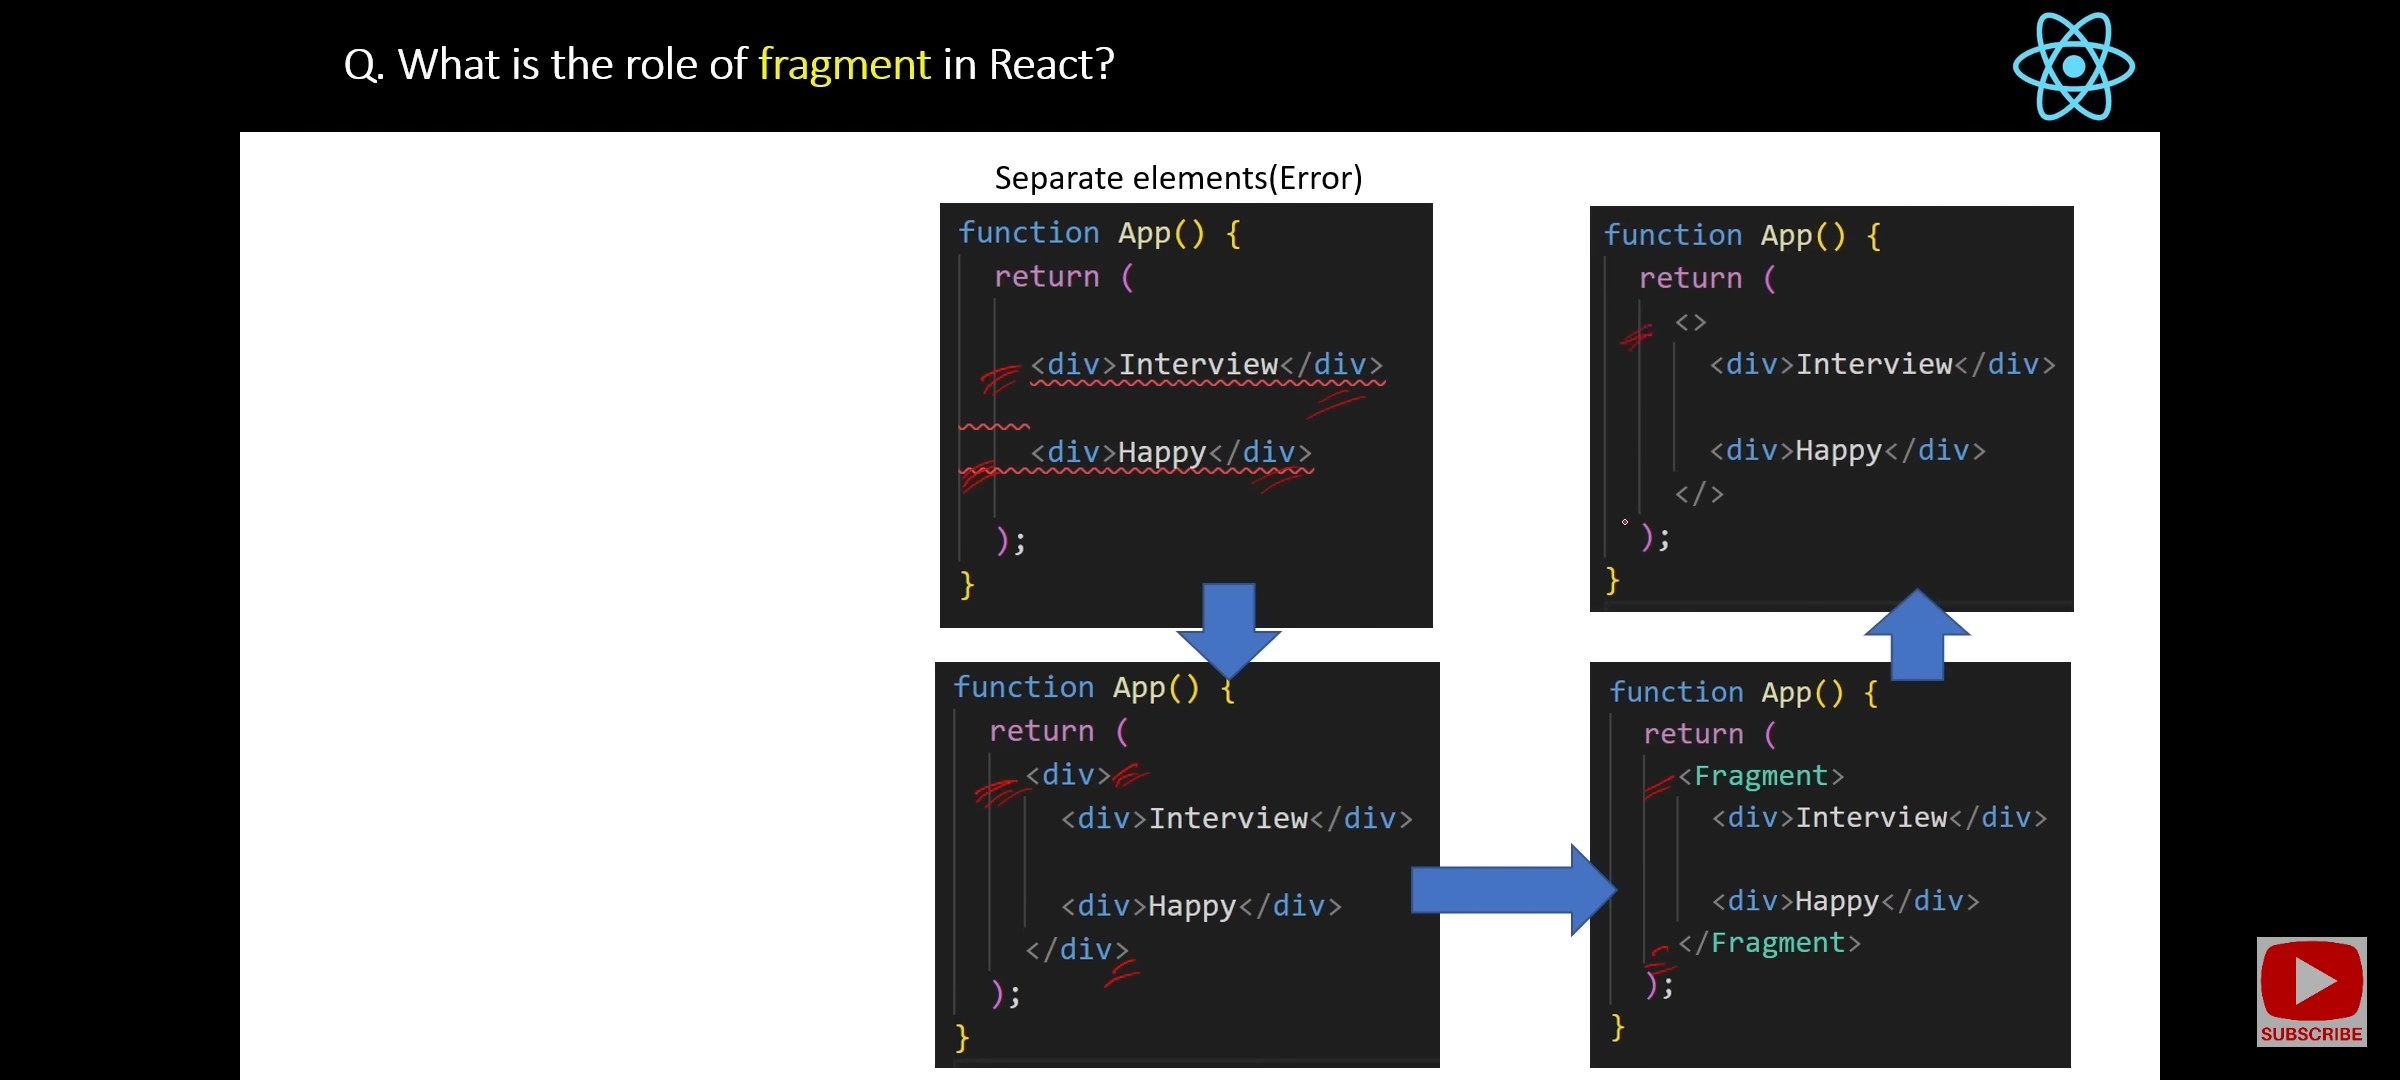 Q. What is the role of fragment in React?
Separate elements(Error)
function App() {
return (
<div>Interview</div>
<div>Happy</div>
);
}
function App() {
return (
<div>
<div>Interview</div>
<div>Happy</div>
</div>
);
}
function App() {
return (
<Fragment>
<div>Interview</div>
<div>Happy</div>
</Fragment>
);
}
function App() {
return (
<>
<div>Interview</div>
<div>Happy</div>
</>
);
}
SUBSCRIBE